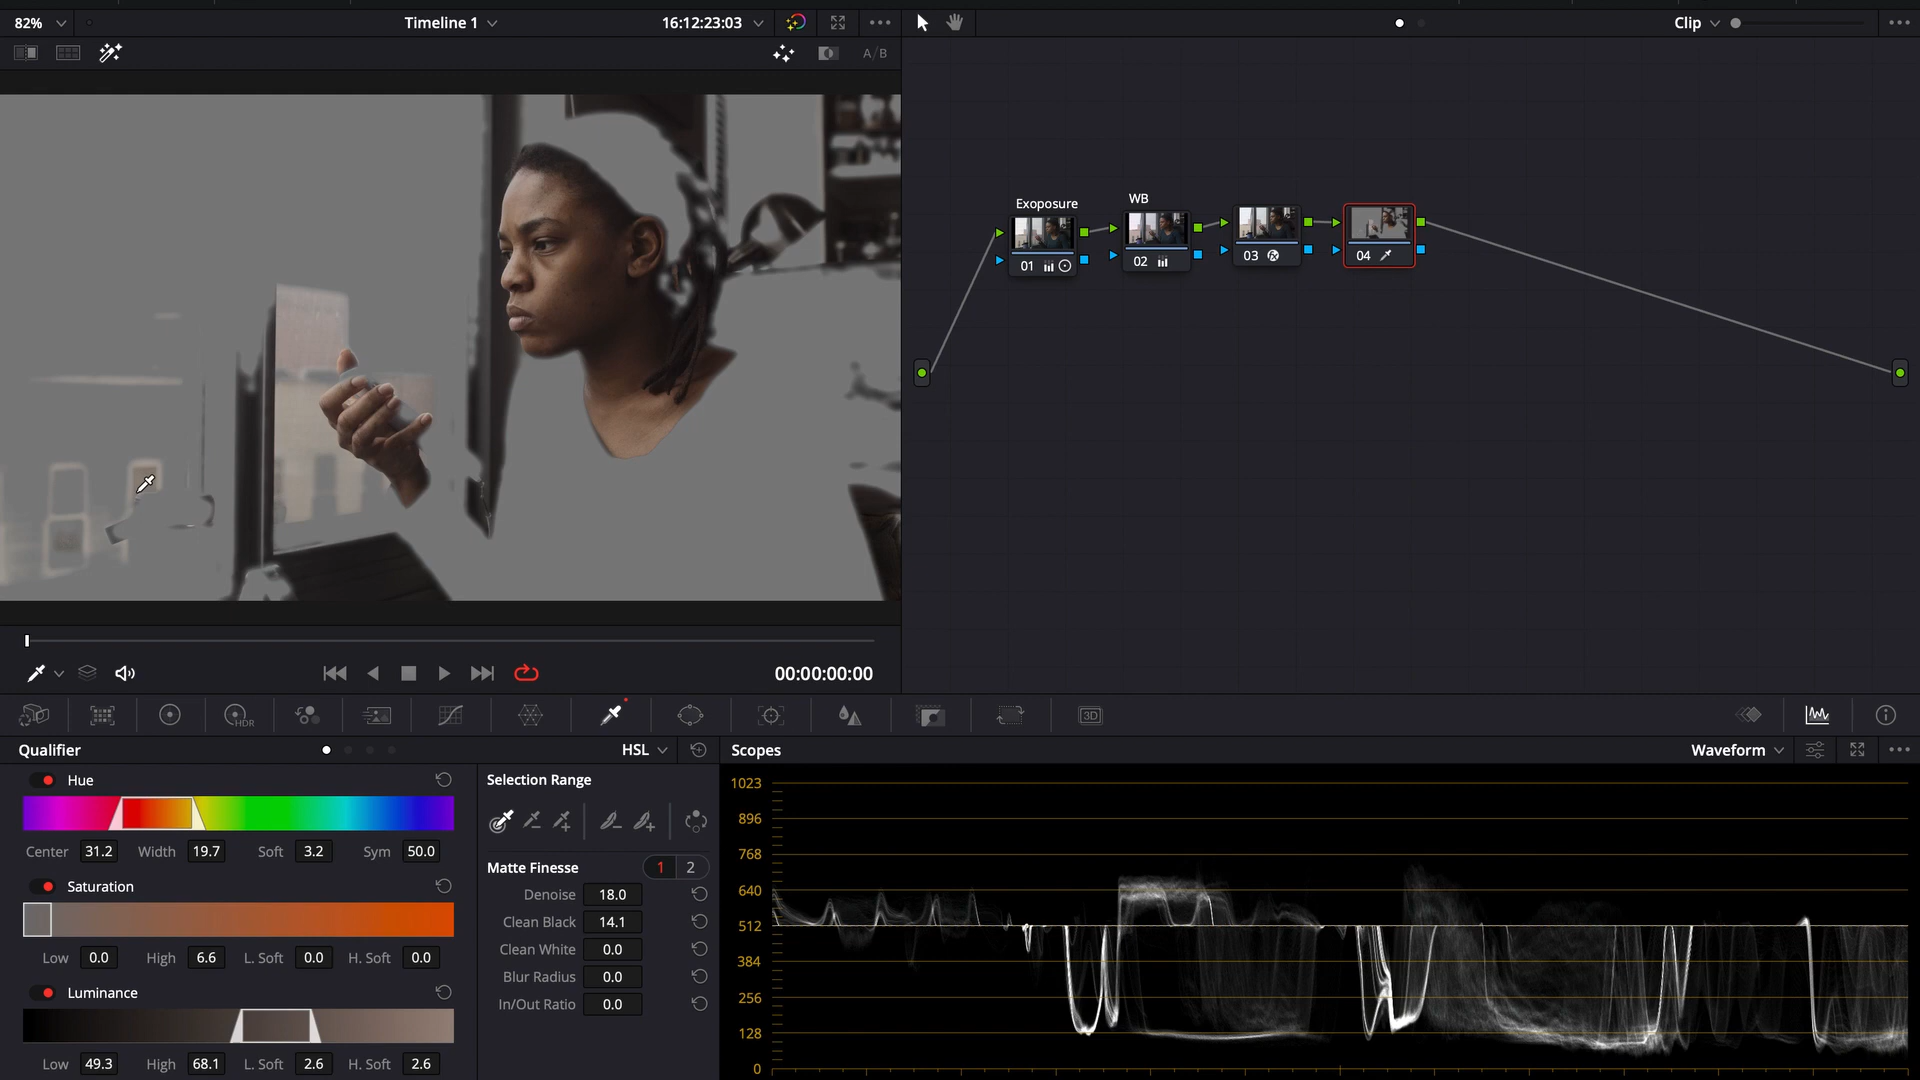 82%
Timeline 1
16:12:23:03
Clip
A/B
Exoposure
WB
01
02
03
04
00:00:00:00
HDR
3D
Qualifier
HSL
Scopes
Waveform
Hue
Selection Range
Center 31.2 Width 19.7 Soft 3.2 Sym 50.0
Matte Finesse 1 2
Saturation
Denoise 18.0
Clean Black 14.1
Clean White 0.0
Low 0.0 High 6.6 L. Soft 0.0 H. Soft 0.0
Blur Radius 0.0
Luminance
In/Out Ratio 0.0
Low 49.3 High 68.1 L. Soft 2.6 H. Soft 2.6
1023
896
768
640
512
384
256
128
0